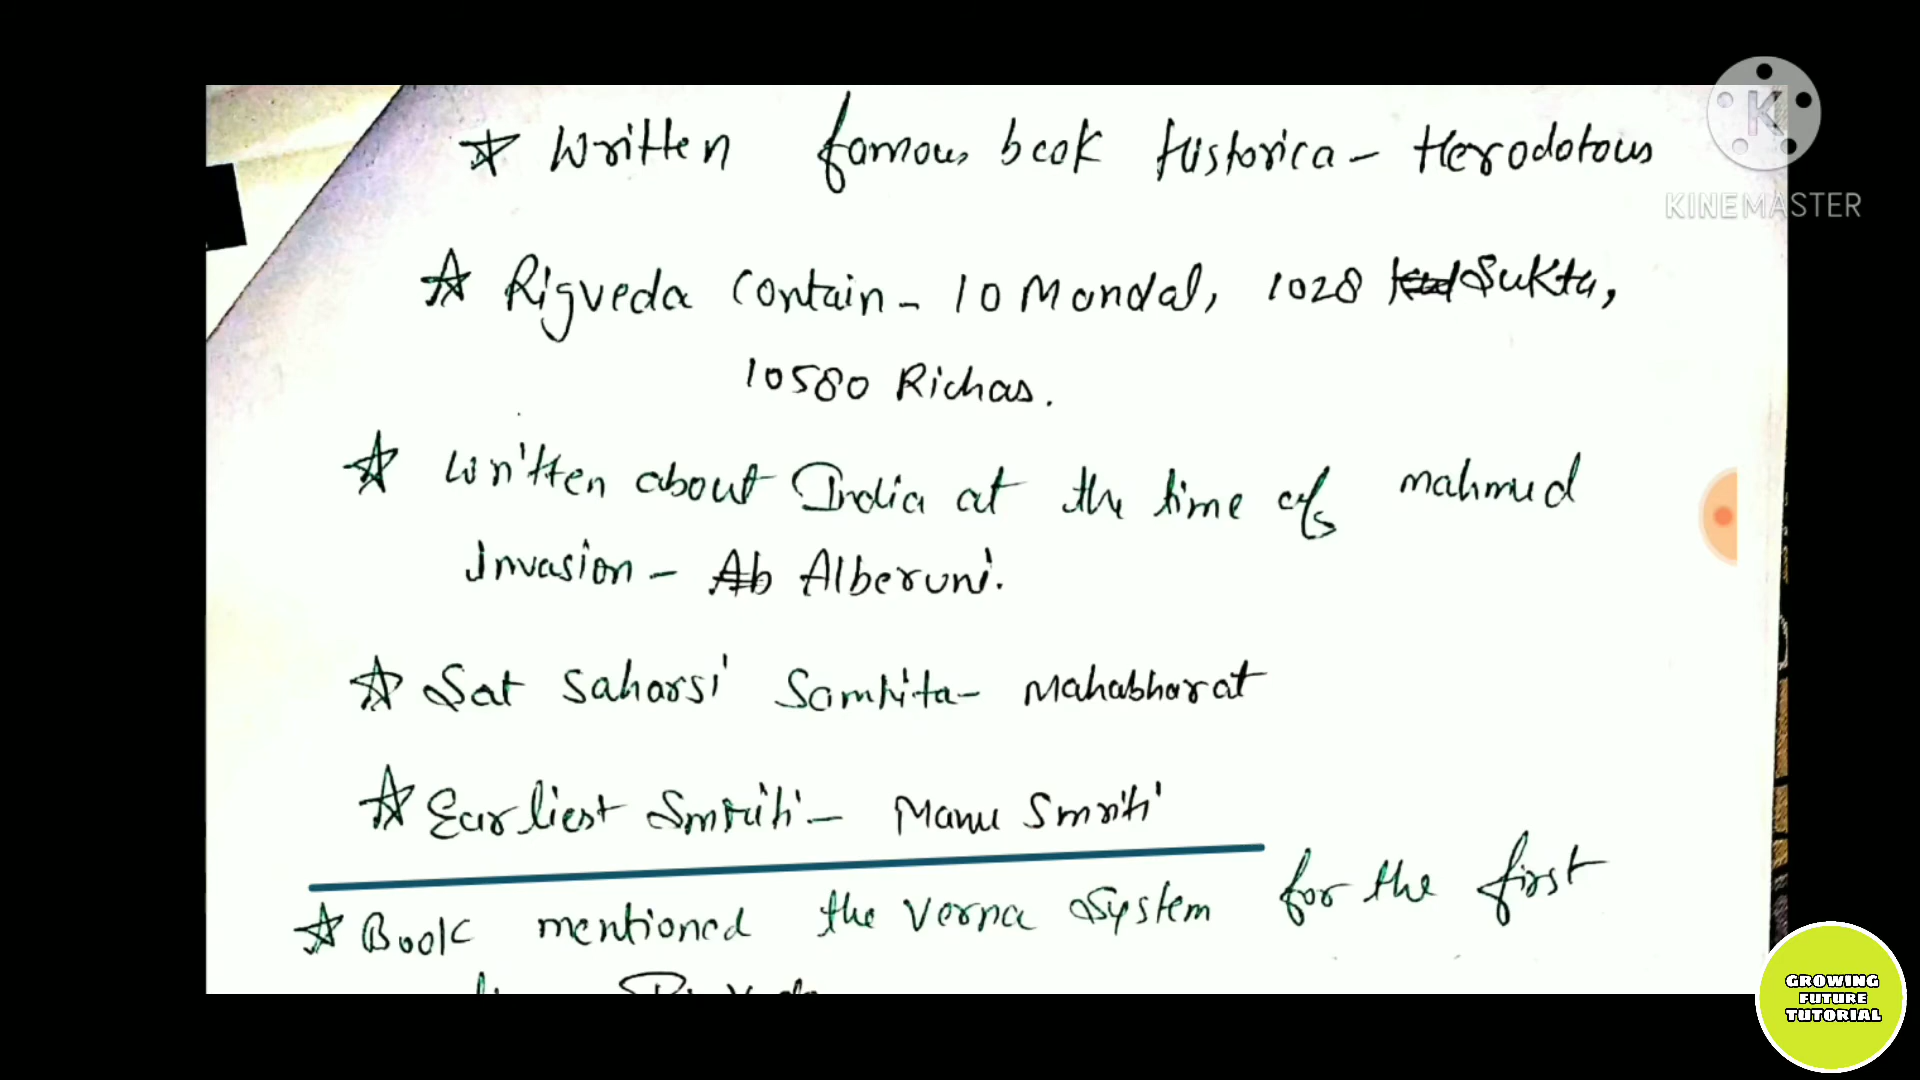 ☆ Written famous book Historica - Herodotous
K
KINEMASTER
☆ Rigveda Contain - 10 Mandal, 1028 Sukta,
10580 Richas.
☆ Written about India at the time of mahmud
Invasion - Ab Alberuni.
☆ Sat Saharsi Samhita - Mahabharat
☆ Earliest Smriti - Manu Smriti
☆ Book mentioned the Verna System for the first
GROWING
FUTURE
TUTORIAL